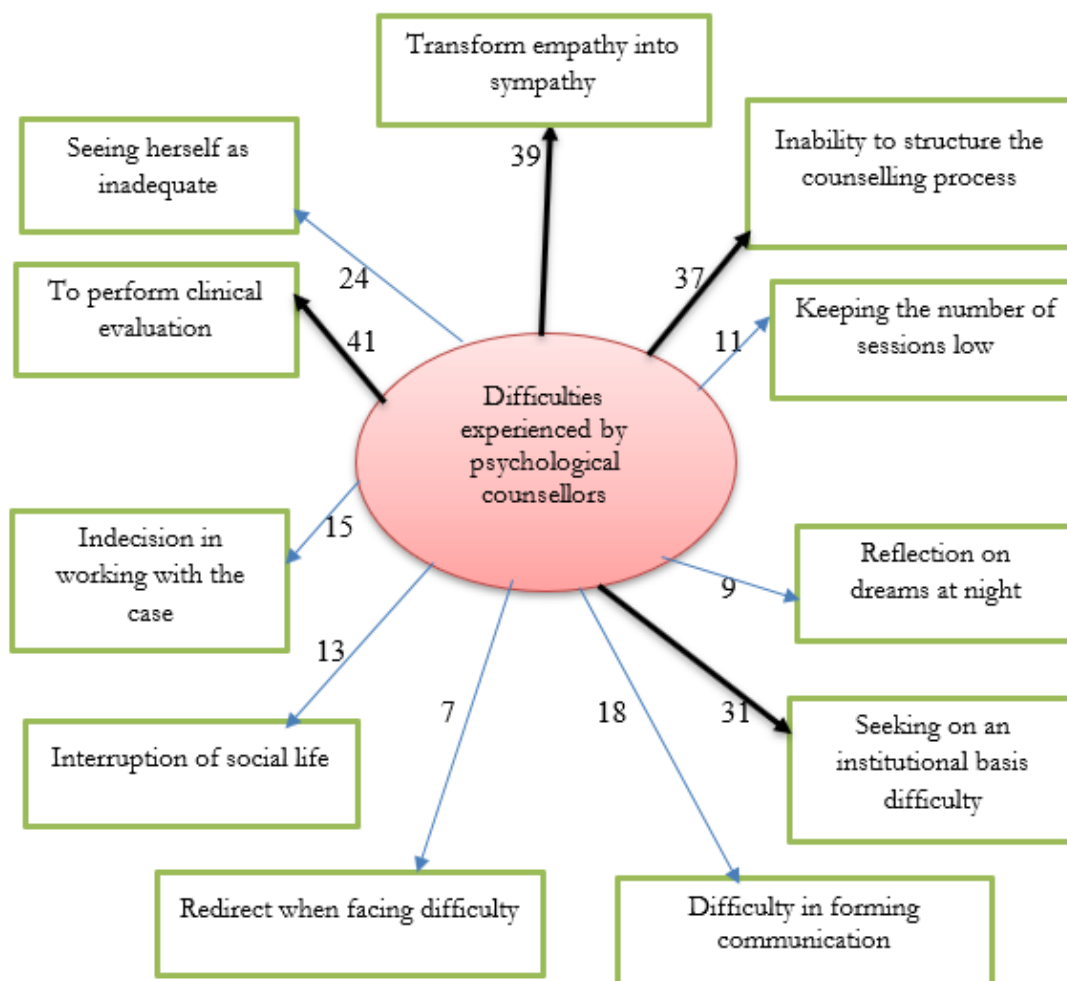 Transform empathy into
sympathy
39
Seeing herself as
inadequate
24
Inability to structure the
counselling process
37
To perform clinical
evaluation
41
Keeping the number of
sessions low
11
Difficulties
experienced by
psychological
counsellors
Indecision in
working with the
case
15
Reflection on
dreams at night
9
13
Interruption of social life
7
18
31
Seeking on an
institutional basis
difficulty
Redirect when facing difficulty
Difficulty in forming
communication